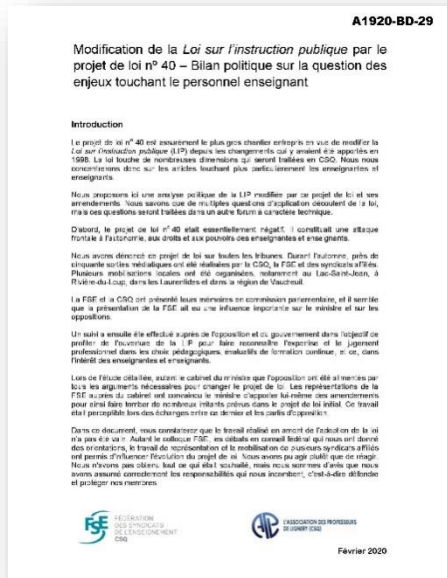 A1920-BD-29
Modification de la Loi sur l'instruction publique par le
projet de loi nº 40 – Bilan politique sur la question des
enjeux touchant le personnel enseignant
Introduction
Le projet de loi nº 40 est assurément le plus gros chantier entrepris en vue de modifier la
Loi sur l'instruction publique (LIP) depuis les changements qui y avaient été apportés en
1998. La loi touche de nombreuses dimensions qui seront traitées en CSQ. Nous nous
concentrerons donc sur les articles touchant plus particulièrement les enseignantes et
enseignants.
Nous proposons ici une analyse politique de la LIP modifiée par ce projet de loi et ses
amendements. Nous savons que de multiples questions d'application découlent de la loi,
mais ces questions seront traitées dans un autre forum à caractère technique.
D'abord, le projet de loi nº 40 était essentiellement négatif. Il constituait une attaque
frontale à l'autonomie, aux droits et aux pouvoirs des enseignantes et enseignants.
Nous avons dénoncé ce projet de loi sur toutes les tribunes. Durant l'automne, près de
cinquante sorties médiatiques ont été réalisées par la CSQ, la FSE et des syndicats affiliés.
Plusieurs mobilisations locales ont été organisées, notamment au Lac-Saint-Jean, à
Rivière-du-Loup, dans les Laurentides et dans la région de Vaudreuil.
La FSE et la CSQ ont présenté leurs mémoires en commission parlementaire, et il semble
que la présentation de la FSE ait eu une influence importante sur le ministre et sur les
oppositions.
Un suivi a ensuite été effectué auprès de l'opposition et du gouvernement dans l'objectif de
profiter de l'ouverture de la LIP pour faire reconnaître l'expertise et le jugement
professionnel dans les choix pédagogiques, évaluatifs de formation continue, et ce, dans
l'intérêt des enseignantes et enseignants.
Lors de l'étude détaillée, autant le cabinet du ministre que l'opposition ont été alimentés par
tous les arguments nécessaires pour changer le projet de loi. Les représentations de la
FSE auprès du cabinet ont convaincu le ministre d'apporter lui-même des amendements
pour ainsi faire tomber de nombreux irritants prévus dans le projet de loi initial. Ce travail
était perceptible lors des échanges entre ce dernier et les partis d'opposition.
Dans ce document, vous constaterez que le travail réalisé en amont de l'adoption de la loi
n'a pas été vain. Autant le colloque FSE, les débats en conseil fédéral qui nous ont donné
des orientations, le travail de représentation et la mobilisation de plusieurs syndicats affiliés
ont permis d'influencer l'évolution du projet de loi. Nous avons pu agir plutôt que de réagir.
Nous n'avons pas obtenu tout ce qui était souhaité, mais nous sommes d'avis que nous
avons assumé correctement les responsabilités qui nous incombent, c'est-à-dire défendre
et protéger nos membres.
FSE
FÉDÉRATION
DES SYNDICATS
DE L'ENSEIGNEMENT
CSQ
APL
L'ASSOCIATION DES PROFESSEURS
DE LIGNERY (CSQ)
Février 2020